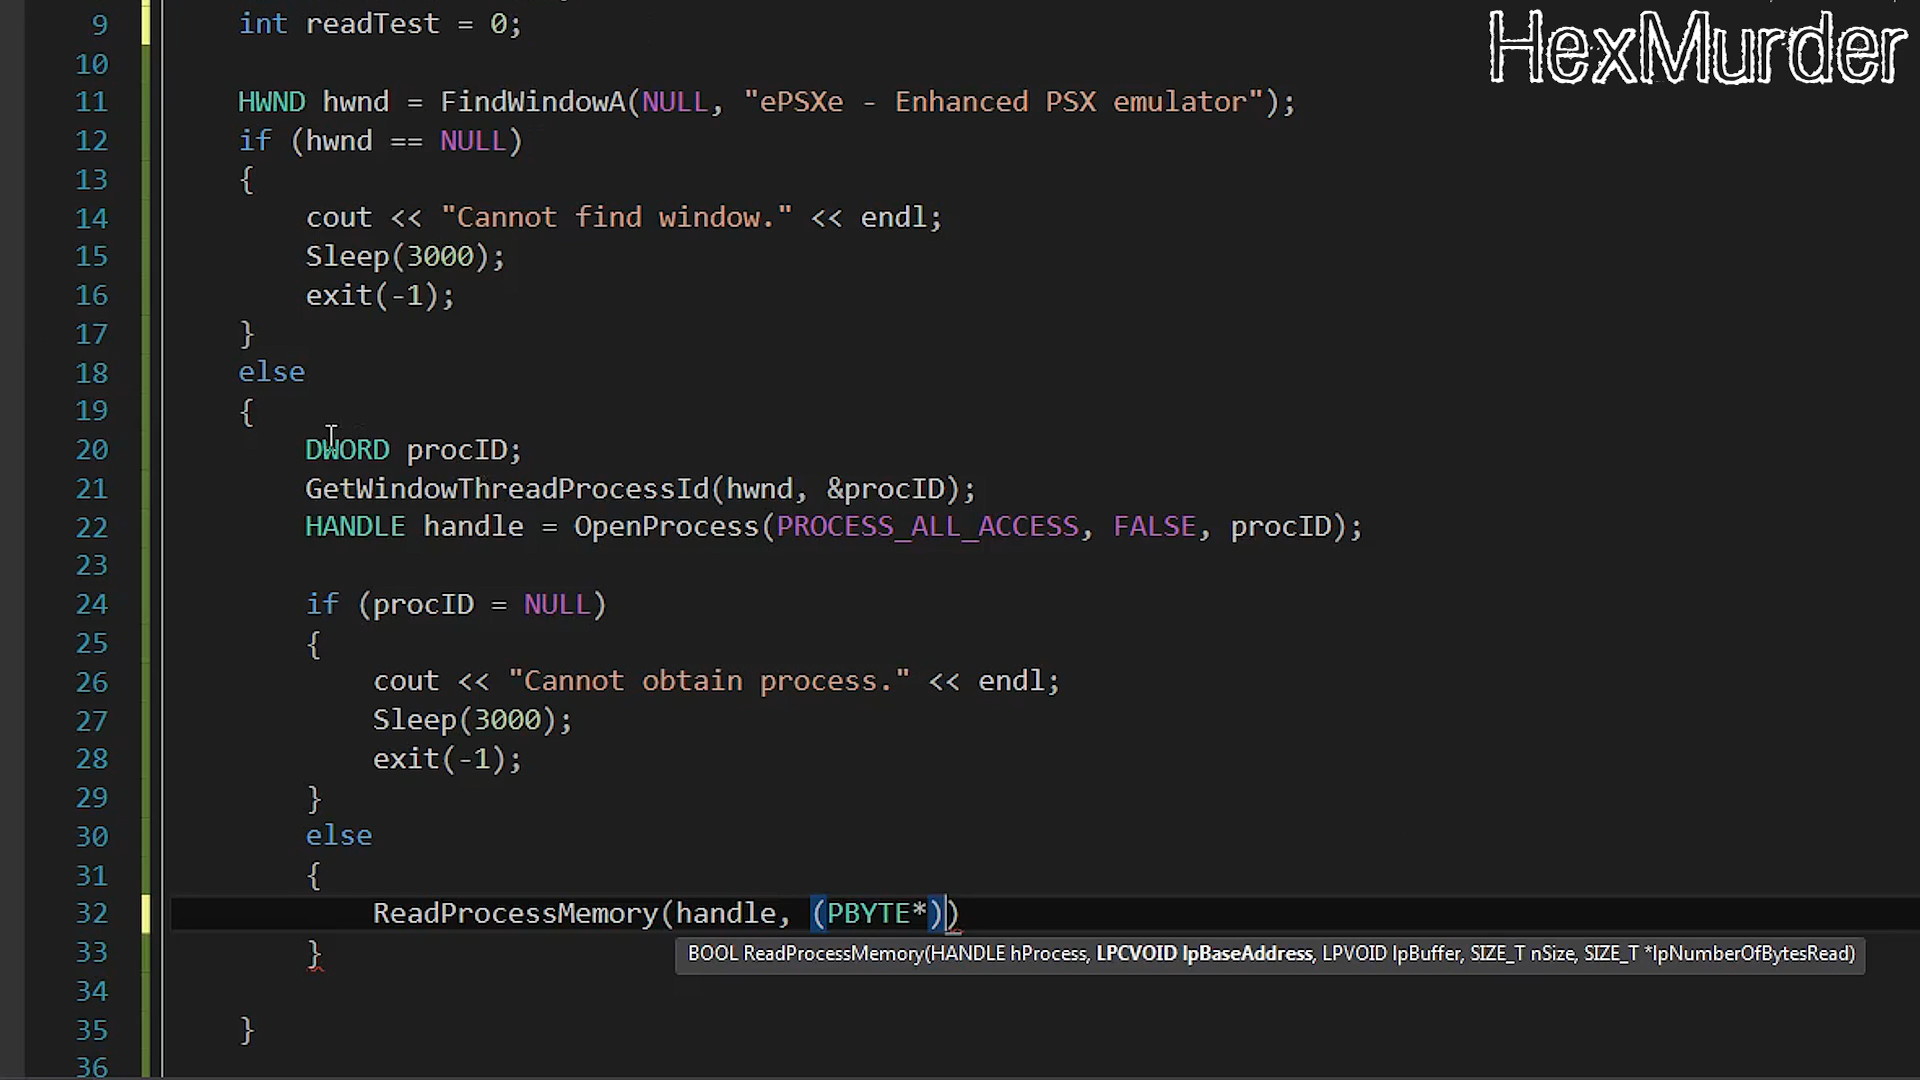 HexMurder
9 int readTest = 0;
10
11 HWND hwnd = FindWindowA(NULL, "ePSXe - Enhanced PSX emulator");
12 if (hwnd == NULL)
13 {
14 cout << "Cannot find window." << endl;
15 Sleep(3000);
16 exit(-1);
17 }
18 else
19 {
20 DWORD procID;
21 GetWindowThreadProcessId(hwnd, &procID);
22 HANDLE handle = OpenProcess(PROCESS_ALL_ACCESS, FALSE, procID);
23
24 if (procID = NULL)
25 {
26 cout << "Cannot obtain process." << endl;
27 Sleep(3000);
28 exit(-1);
29 }
30 else
31 {
32 ReadProcessMemory(handle, (PBYTE*))
33 }
BOOL ReadProcessMemory(HANDLE hProcess, LPCVOID lpBaseAddress, LPVOID lpBuffer, SIZE_T nSize, SIZE_T *lpNumberOfBytesRead)
34
35 }
36